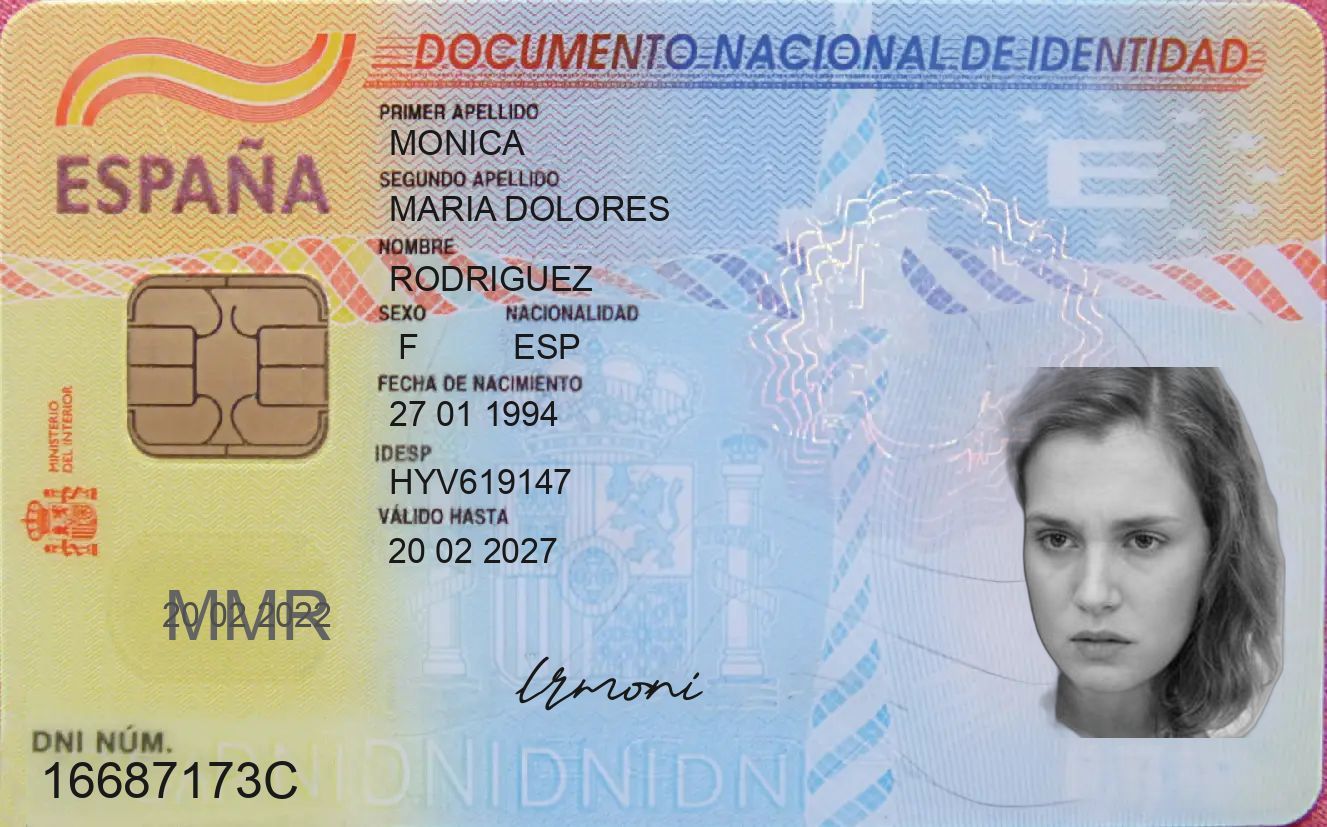 DOCUMENTO NACIONAL DE IDENTIDAD
ESPAÑA
PRIMER APELLIDO
MONICA
SEGUNDO APELLIDO
MARIA DOLORES
NOMBRE
RODRIGUEZ
SEXO NACIONALIDAD
F ESP
FECHA DE NACIMIENTO
27 01 1994
IDESP
HYV619147
VÁLIDO HASTA
20 02 2027
MINISTERIO
DEL INTERIOR
E
20 02 2022
MMR
Irmoni
DNI NÚM.
16687173C
DNIDNIDNIDNI